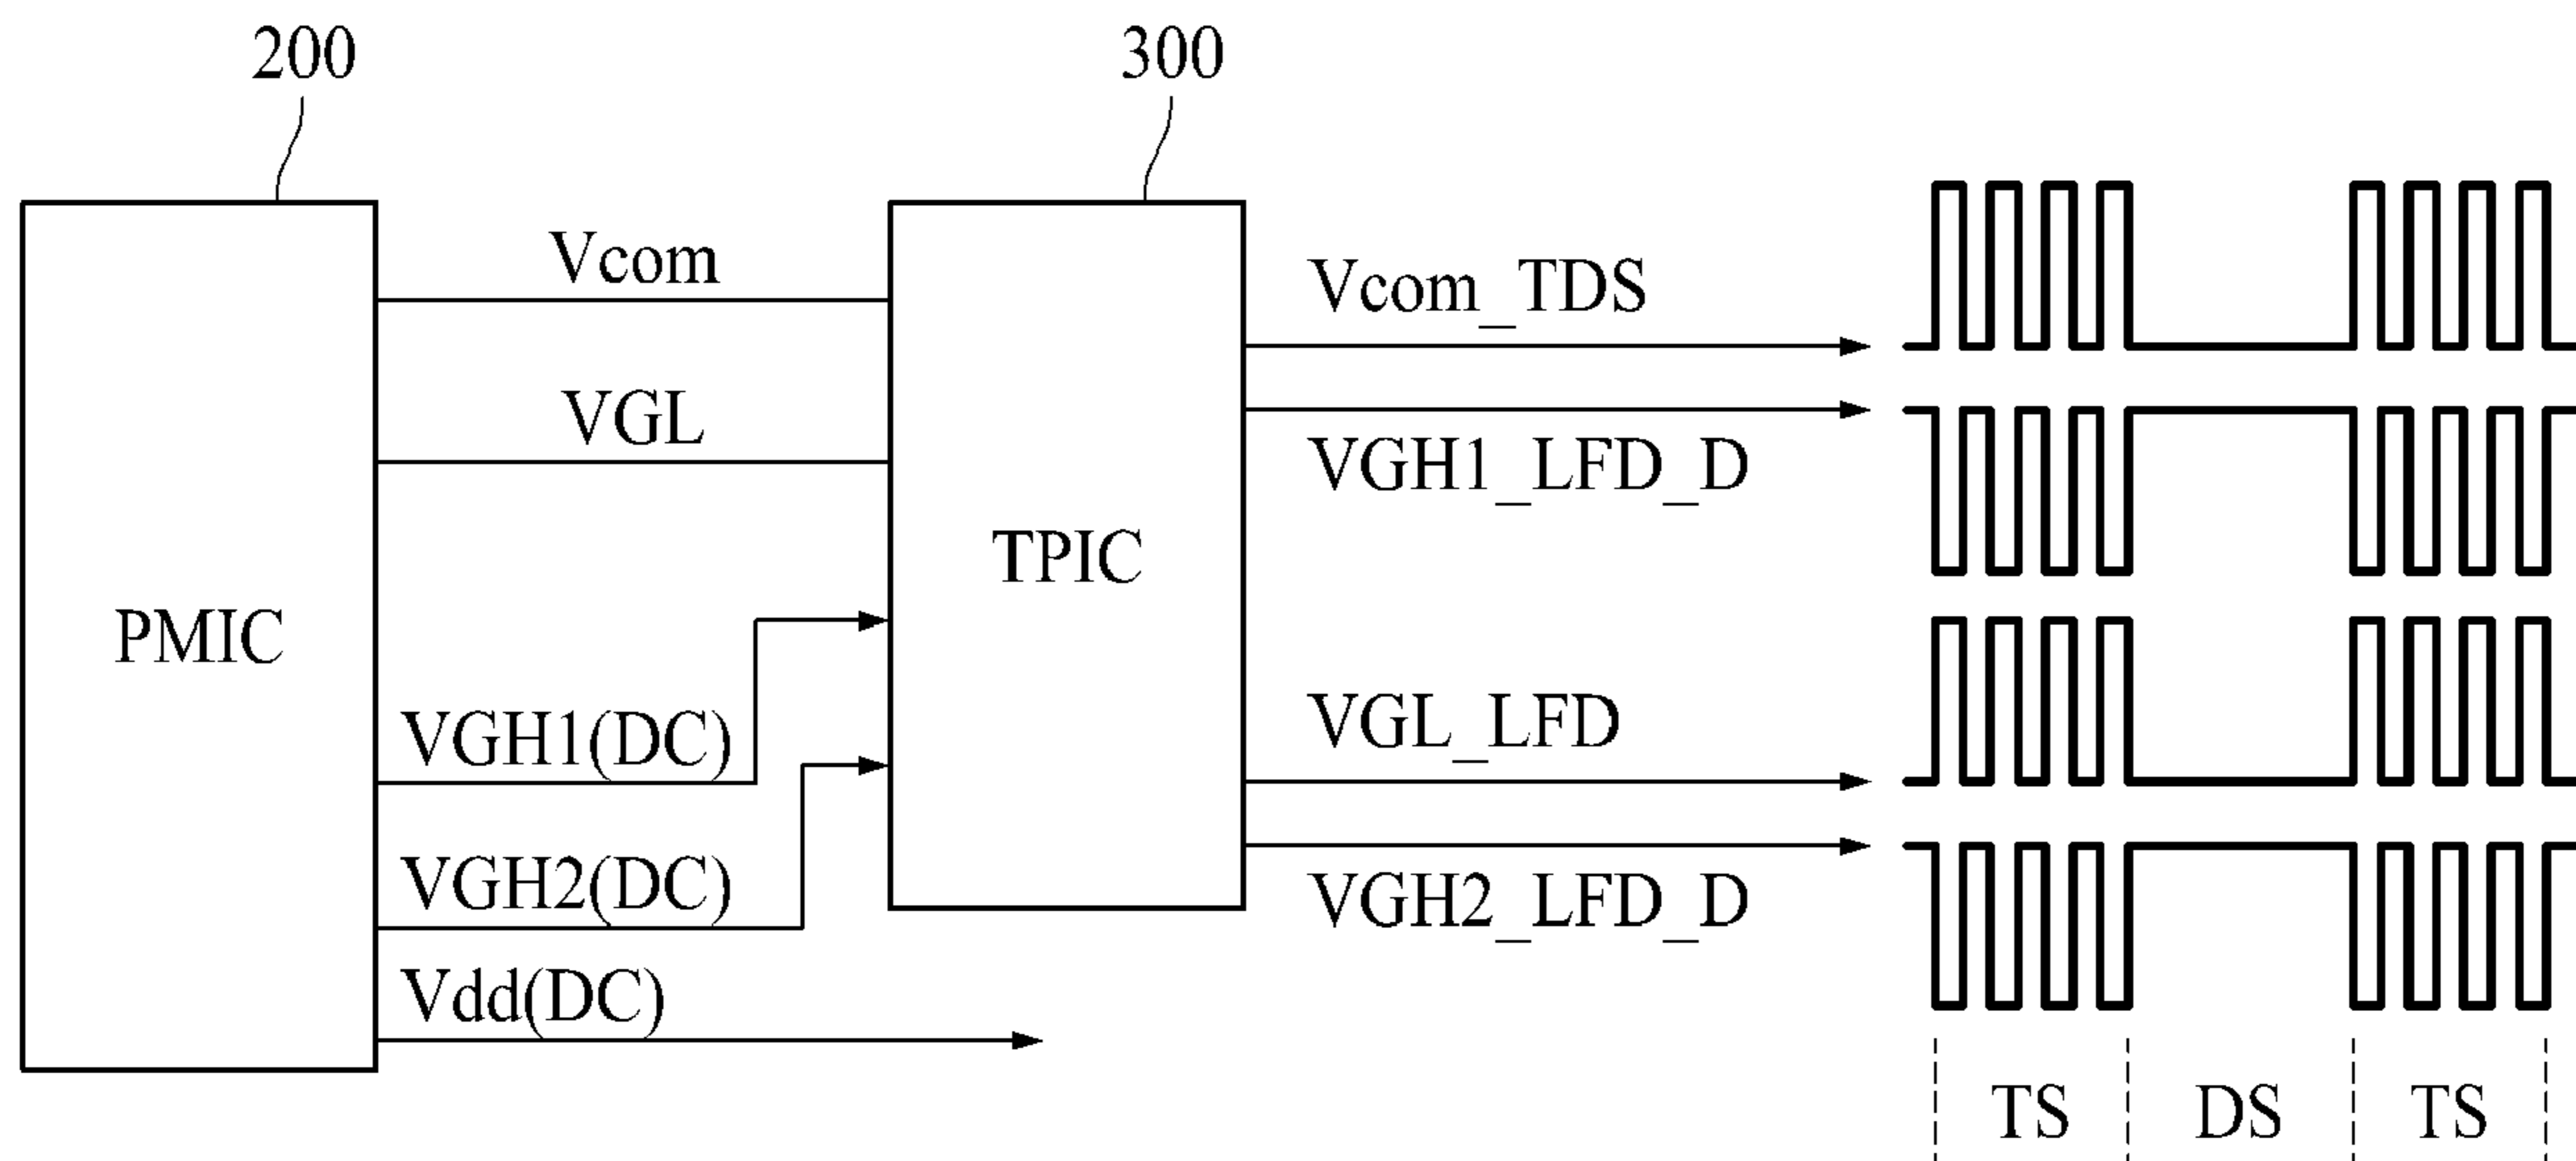 200
300
Vcom
Vcom_TDS
VGL
VGH1_LFD_D
TPIC
PMIC
VGH1(DC)
VGL_LFD
VGH2(DC)
VGH2_LFD_D
Vdd(DC)
TS
DS
TS